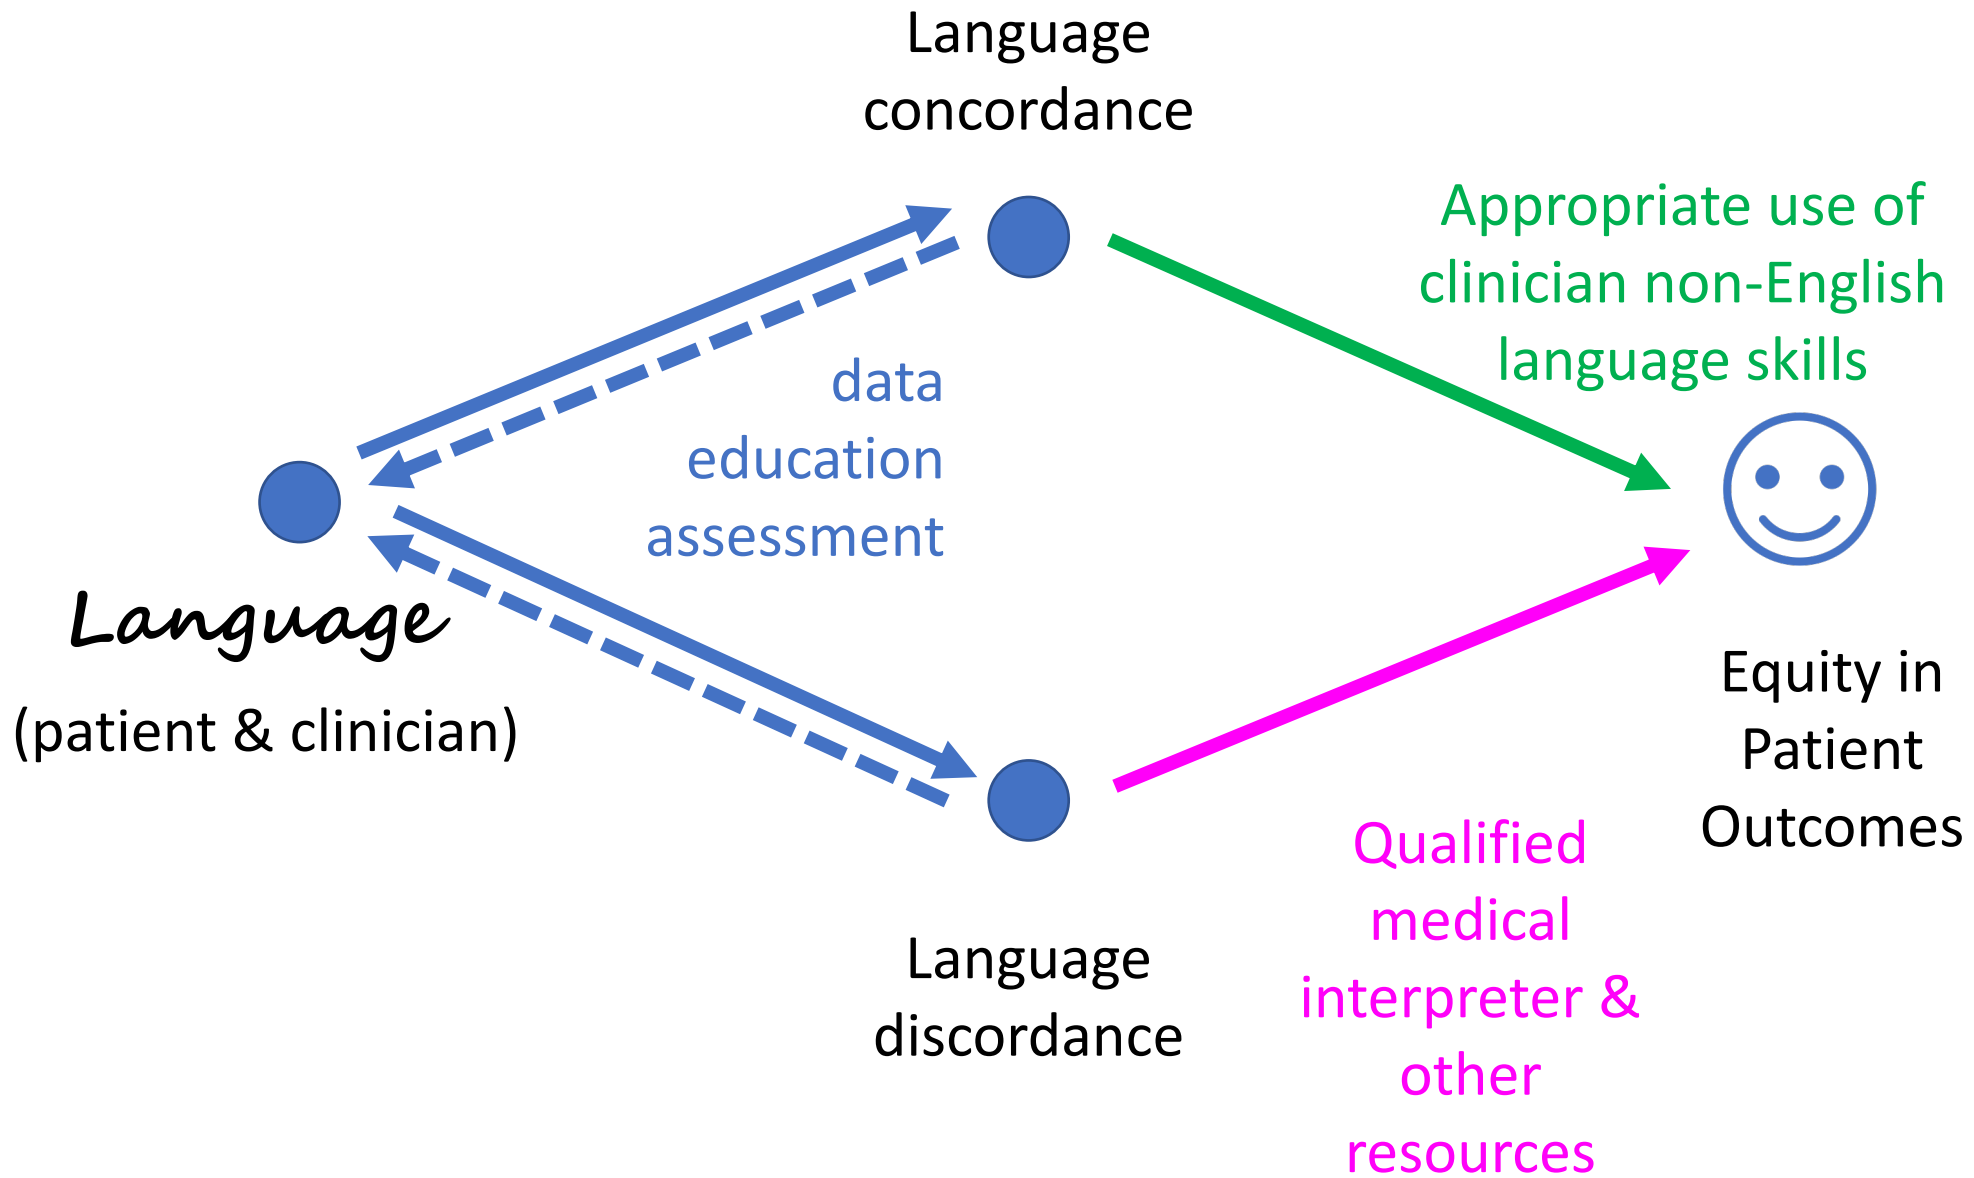 Language
concordance
Appropriate use of
clinician non-English
language skills
data
education
assessment
Language
(patient & clinician)
Equity in
Patient
Outcomes
Qualified
medical
interpreter &
other
resources
Language
discordance